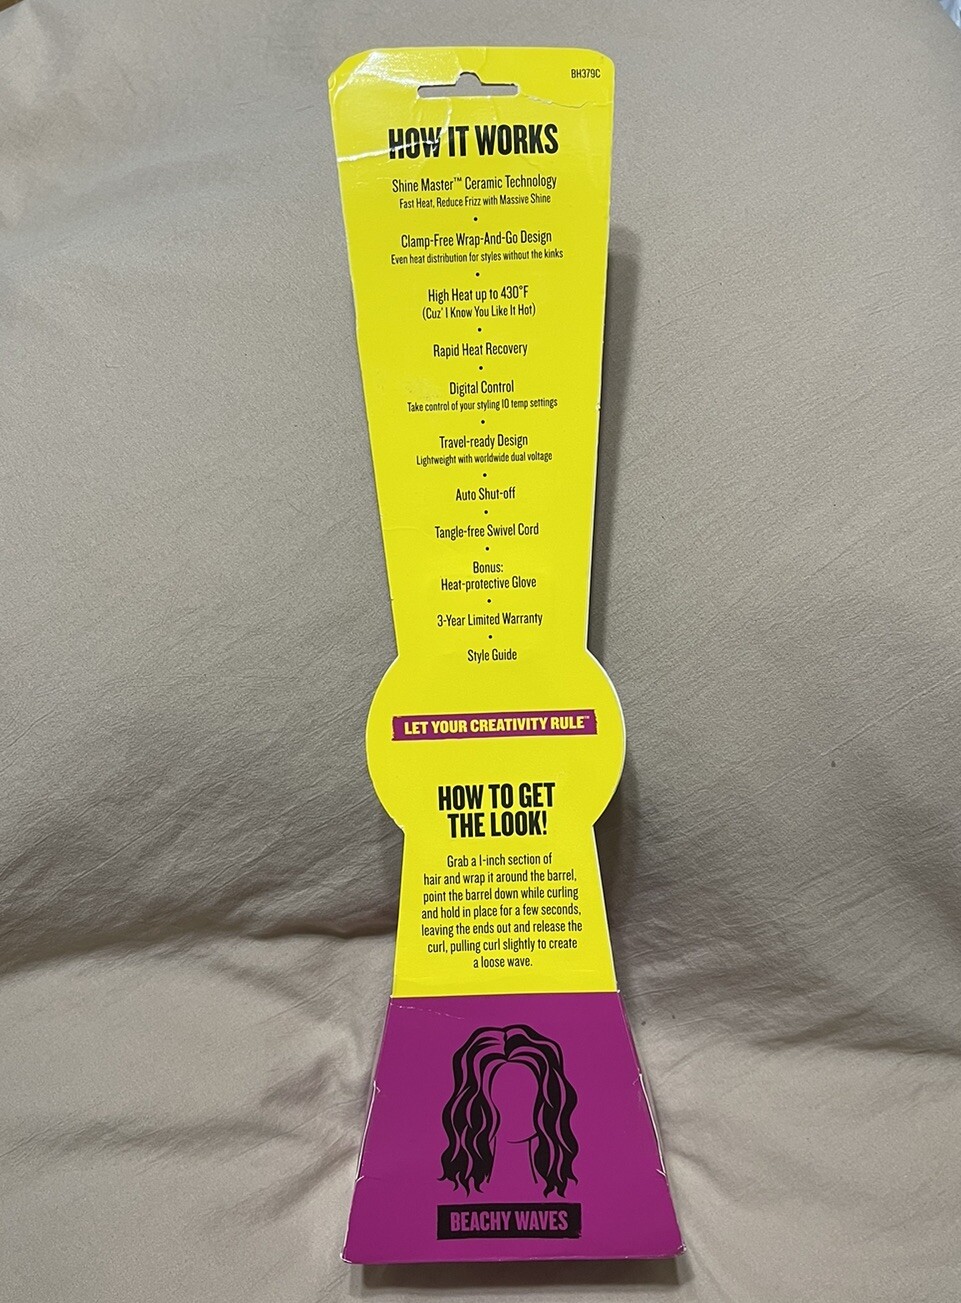 BH379C
HOW IT WORKS
Shine Master™ Ceramic Technology
Fast Heat, Reduce Frizz with Massive Shine
•
Clamp-Free Wrap-And-Go Design
Even heat distribution for styles without the kinks
•
High Heat up to 430°F
(Cuz' I Know You Like It Hot)
•
Rapid Heat Recovery
•
Digital Control
Take control of your styling 10 temp settings
•
Travel-ready Design
Lightweight with worldwide dual voltage
•
Auto Shut-off
•
Tangle-free Swivel Cord
•
Bonus:
Heat-protective Glove
•
3-Year Limited Warranty
•
Style Guide
LET YOUR CREATIVITY RULE™
HOW TO GET
THE LOOK!
Grab a 1-inch section of
hair and wrap it around the barrel,
point the barrel down while curling
and hold in place for a few seconds,
leaving the ends out and release the
curl, pulling curl slightly to create
a loose wave.
BEACHY WAVES